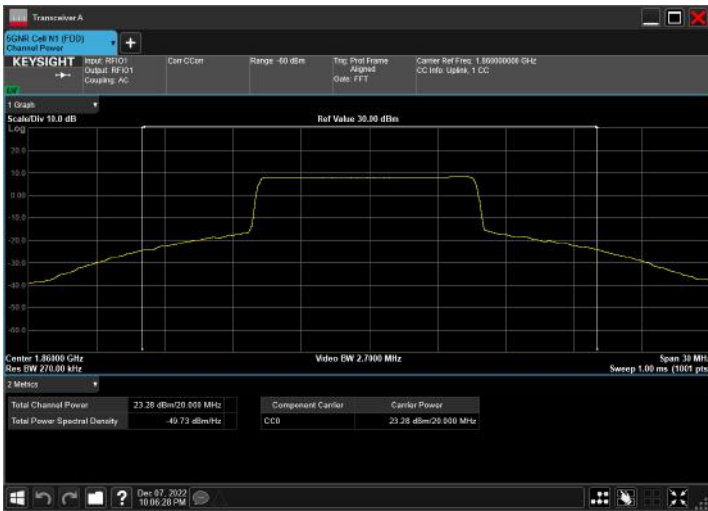 Transceiver A
5GNR Cell N1 (FDD)
Channel Power
KEYSIGHT
Input: RFIO1
Output: RFIO1
Coupling: AC
Corr CCorr
Range -60 dBm
Trig: Prot Frame
Aligned
Gate: FFT
Carrier Ref Freq: 1.860000000 GHz
CC Info: Uplink, 1 CC
1 Graph
Scale/Div 10.0 dB
Ref Value 30.00 dBm
Log
20.0
10.0
0.00
-10.0
-20.0
-30.0
-40.0
-50.0
-60.0
Center 1.86000 GHz
Video BW 2.7000 MHz
Span 30 MHz
Res BW 270.00 kHz
Sweep 1.00 ms (1001 pts
2 Metrics
Total Channel Power 23.28 dBm/20.000 MHz
Total Power Spectral Density -49.73 dBm/Hz
Component Carrier Carrier Power
CC0 23.28 dBm/20.000 MHz
Dec 07, 2022
10:06:28 PM